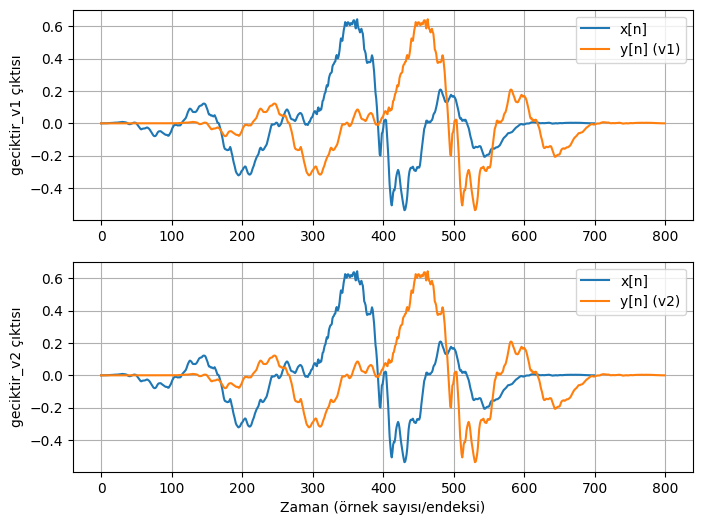 geciktir_v1 çıktısı
0.6
0.4
0.2
0.0
−0.2
−0.4
x[n]
y[n] (v1)
0 100 200 300 400 500 600 700 800
geciktir_v2 çıktısı
0.6
0.4
0.2
0.0
−0.2
−0.4
x[n]
y[n] (v2)
0 100 200 300 400 500 600 700 800
Zaman (örnek sayısı/endeksi)